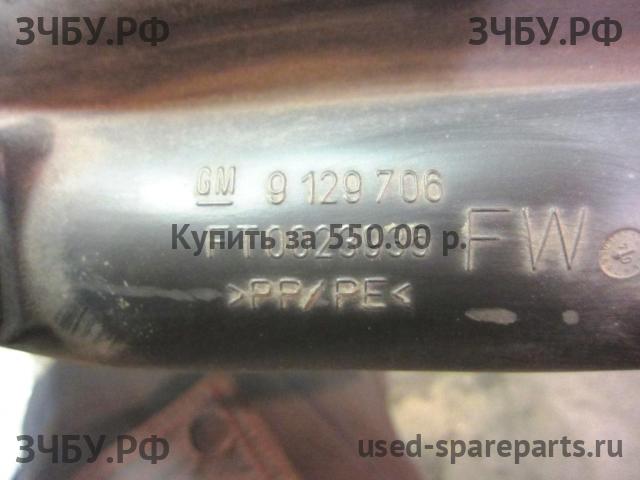 ЗЧБУ.РФ ЗЧБУ.РФ
GM 9 129 706
Купить за 550.00 р.
FW
>PP/PE<
ЗЧБУ.РФ used-spareparts.ru